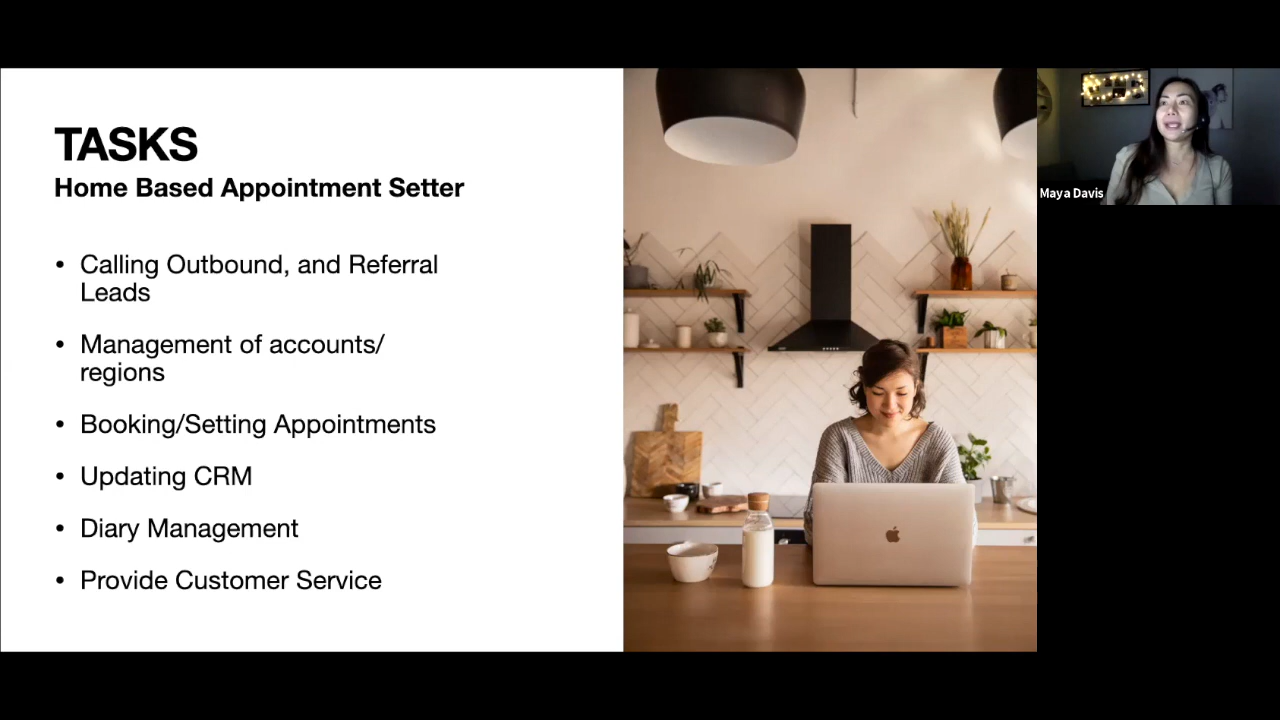 TASKS
Home Based Appointment Setter
• Calling Outbound, and Referral
Leads
• Management of accounts/
regions
• Booking/Setting Appointments
• Updating CRM
• Diary Management
• Provide Customer Service
Maya Davis